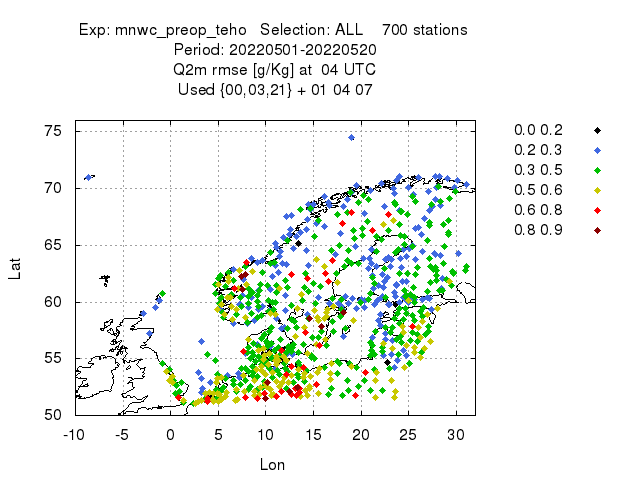 Exp: mnwc_preop_teho   Selection: ALL    700 stations
Period: 20220501-20220520
Q2m rmse [g/Kg] at  04 UTC
Used {00,03,21} + 01 04 07
0.0 0.2
0.2 0.3
0.3 0.5
0.5 0.6
0.6 0.8
0.8 0.9
Lat
75
70
65
60
55
50
-10 -5 0 5 10 15 20 25 30
Lon